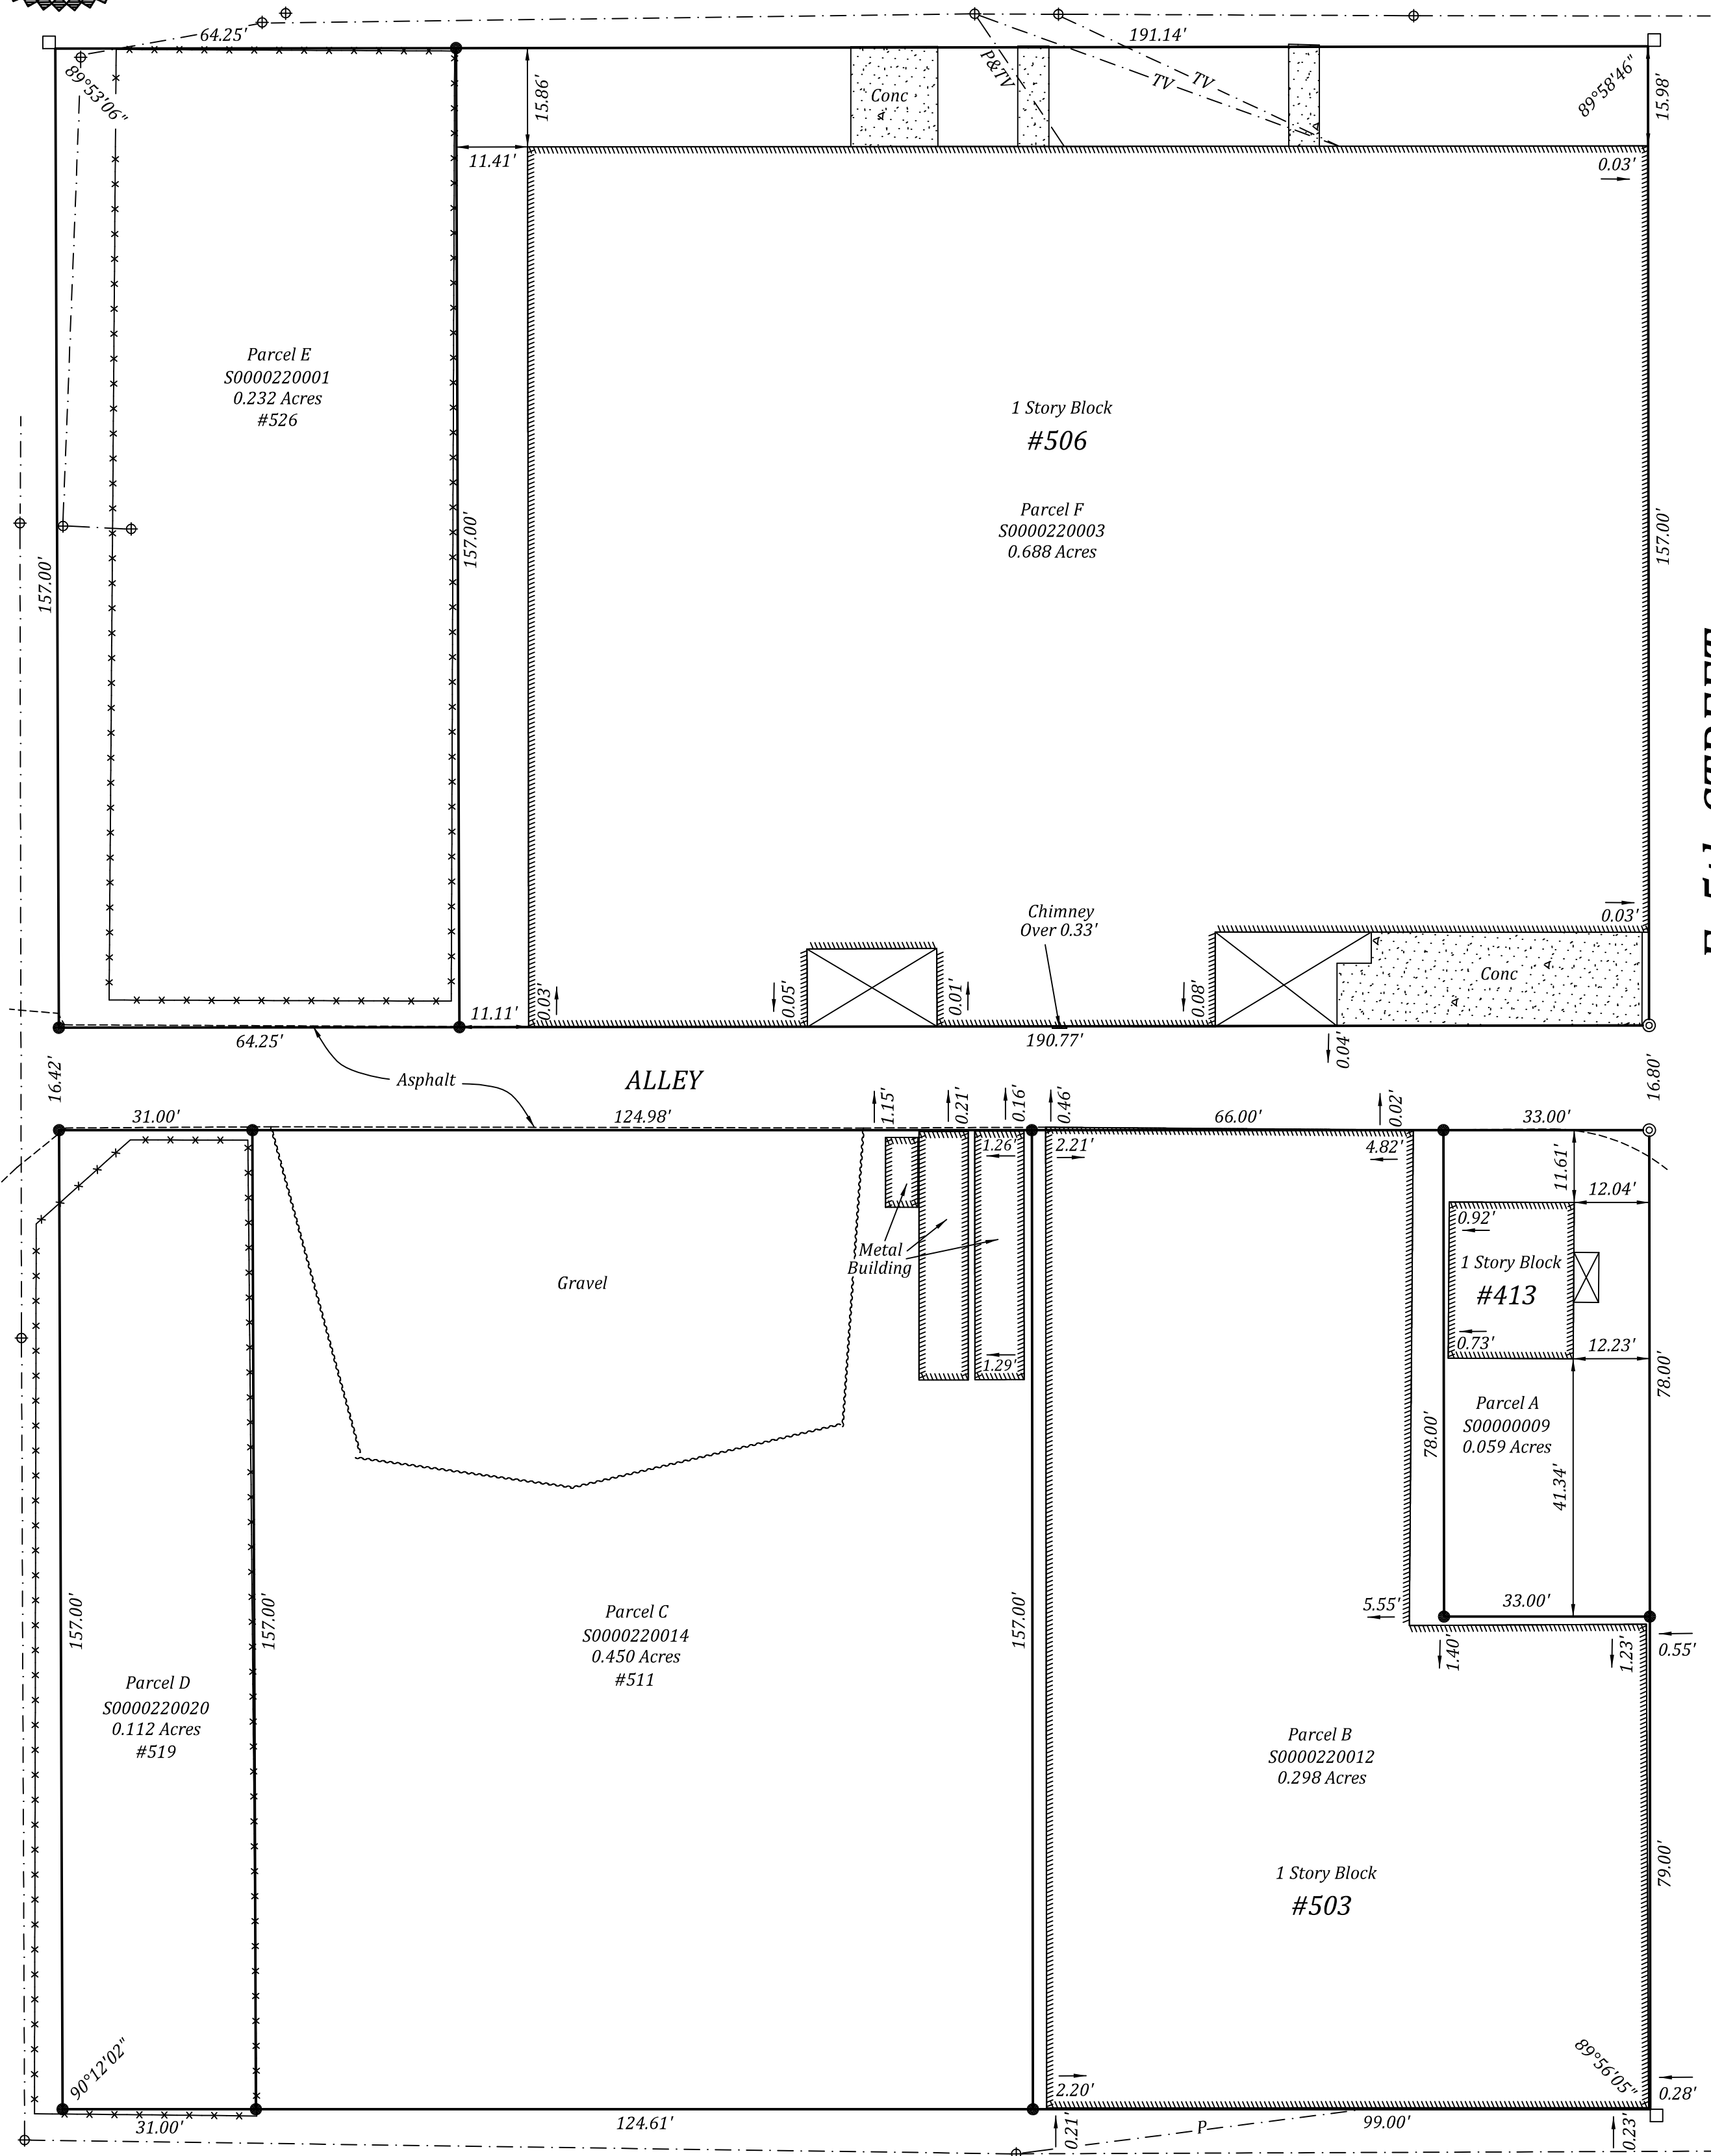 64.25'
191.14'
89°53'06"
15.86'
Conc
P&TV
TV
TV
89°58'46"
15.98'
11.41'
0.03'
Parcel E
S0000220001
0.232 Acres
#526
1 Story Block
#506
Parcel F
S0000220003
0.688 Acres
157.00'
157.00'
157.00'
Chimney
Over 0.33'
0.03'
Conc
11.11'
0.03'
0.05'
0.01'
0.08'
64.25'
190.77'
0.04'
16.42'
Asphalt
ALLEY
16.80'
31.00'
124.98'
1.15'
0.21'
0.16'
0.46'
66.00'
0.02'
33.00'
1.26'
2.21'
4.82'
11.61'
12.04'
0.92'
Metal
Building
Gravel
1 Story Block
#413
1.29'
0.73'
12.23'
78.00'
Parcel A
S00000009
0.059 Acres
78.00'
41.34'
5.55'
33.00'
1.40'
1.23'
0.55'
157.00'
157.00'
157.00'
Parcel C
S0000220014
0.450 Acres
#511
Parcel D
S0000220020
0.112 Acres
#519
Parcel B
S0000220012
0.298 Acres
79.00'
1 Story Block
#503
90°12'02"
89°56'05"
2.20'
0.28'
31.00'
124.61'
0.21'
P
99.00'
0.23'